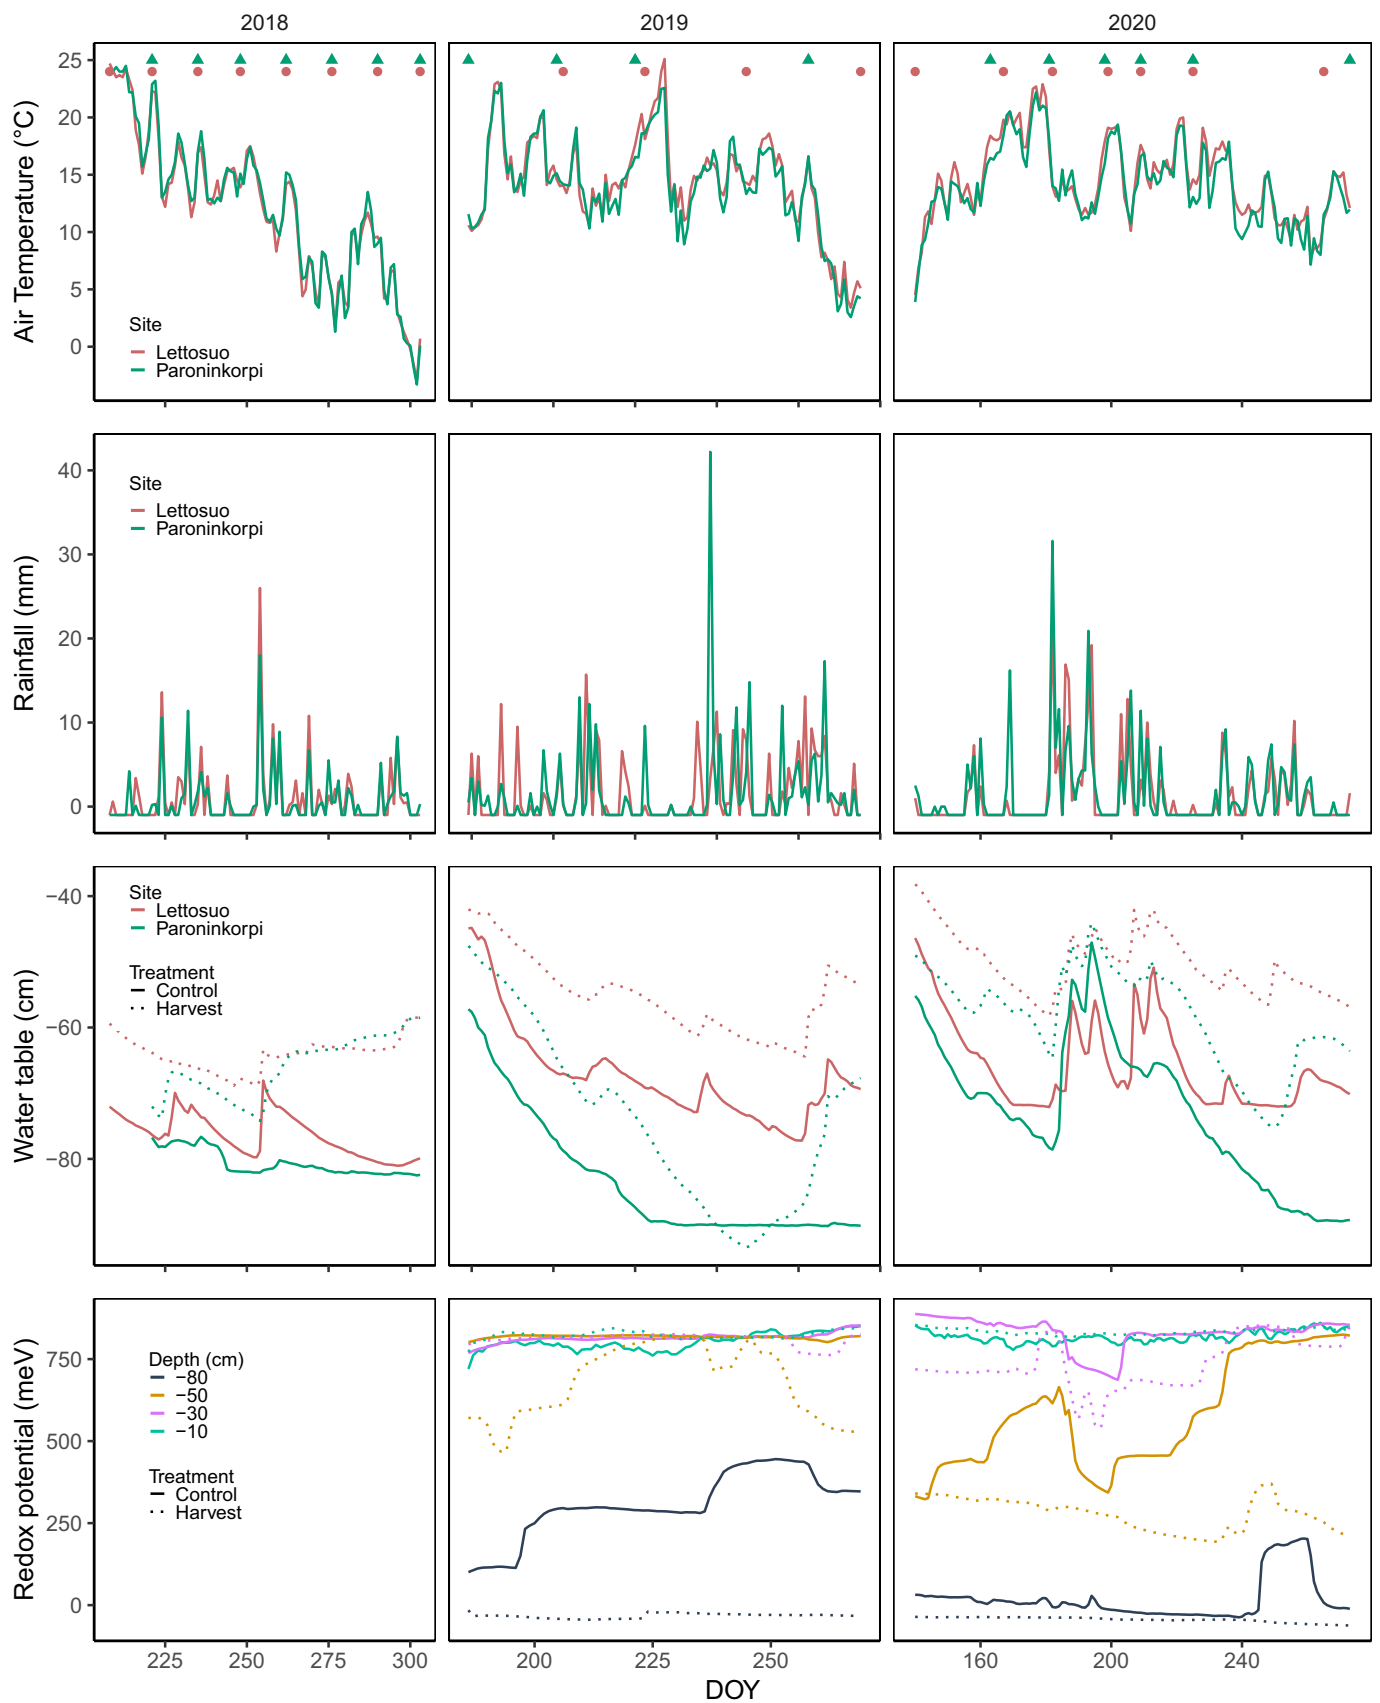 2018 2019 2020
Air Temperature (°C)
25
20
15
10
5
0
Site
Lettosuo
Paroninkorpi
Rainfall (mm)
40
30
20
10
0
Site
Lettosuo
Paroninkorpi
Water table (cm)
−40
−60
−80
Site
Lettosuo
Paroninkorpi
Treatment
Control
Harvest
Redox potential (meV)
750
500
250
0
Depth (cm)
−80
−50
−30
−10
Treatment
Control
Harvest
225 250 275 300 200 225 250 160 200 240
DOY